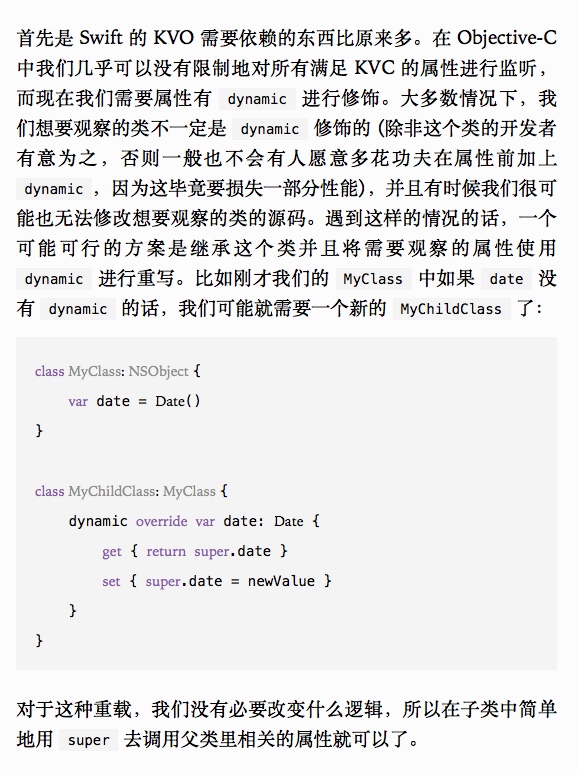 首先是 Swift 的 KVO 需要依赖的东西比原来多。在 Objective-C
中我们几乎可以没有限制地对所有满足 KVC 的属性进行监听，
而现在我们需要属性有 dynamic 进行修饰。大多数情况下，我
们想要观察的类不一定是 dynamic 修饰的 (除非这个类的开发者
有意为之，否则一般也不会有人愿意多花功夫在属性前加上
dynamic，因为这毕竟要损失一部分性能)，并且有时候我们很可
能也无法修改想要观察的类的源码。遇到这样的情况的话，一个
可能可行的方案是继承这个类并且将需要观察的属性使用
dynamic 进行重写。比如刚才我们的 MyClass 中如果 date 没
有 dynamic 的话，我们可能就需要一个新的 MyChildClass 了：
class MyClass: NSObject {
    var date = Date()
}
class MyChildClass: MyClass {
    dynamic override var date: Date {
        get { return super.date }
        set { super.date = newValue }
    }
}
对于这种重载，我们没有必要改变什么逻辑，所以在子类中简单
地用 super 去调用父类里相关的属性就可以了。